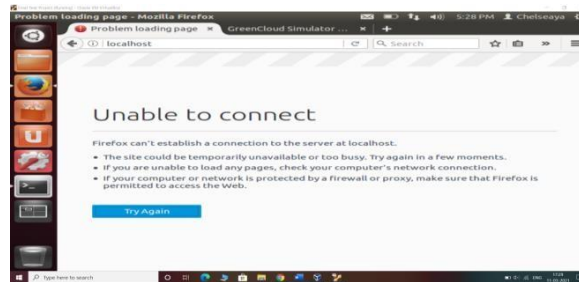 Problem loading page - Mozilla Firefox
5:28 PM
Chelseaya
Problem loading page
GreenCloud Simulator ...
localhost
Search
Unable to connect
Firefox can't establish a connection to the server at localhost.
• The site could be temporarily unavailable or too busy. Try again in a few moments.
• If you are unable to load any pages, check your computer's network connection.
• If your computer or network is protected by a firewall or proxy, make sure that Firefox is
permitted to access the Web.
Try Again
Type here to search